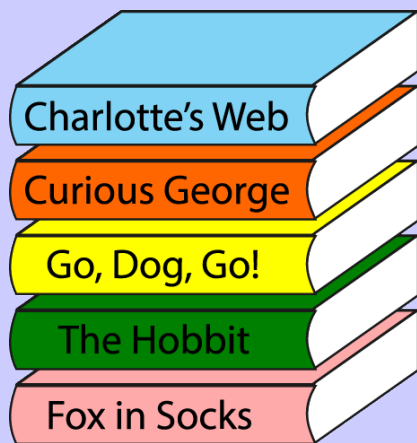 Charlotte's Web
Curious George
Go, Dog, Go!
The Hobbit
Fox in Socks